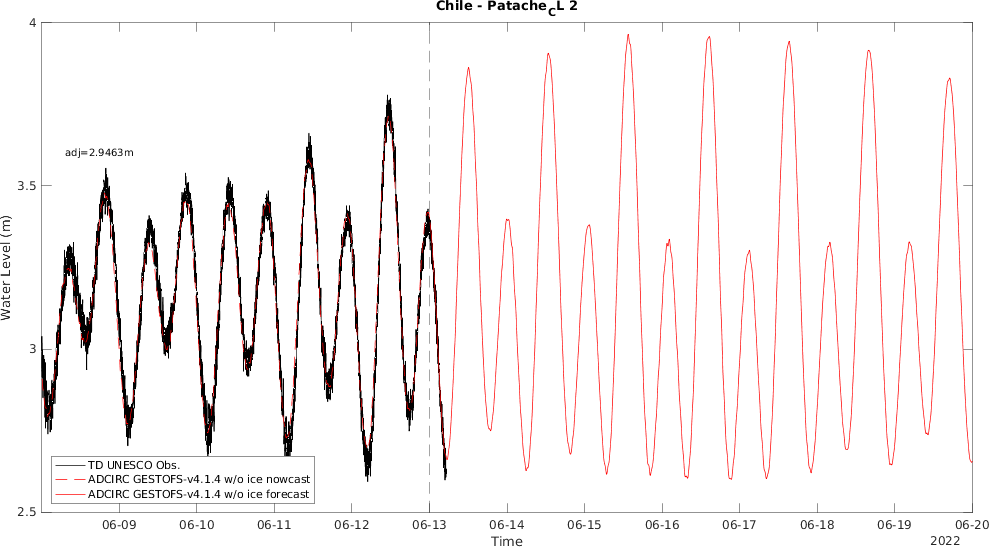 Chile - Patache_CL 2
4
3.5
3
2.5
Water Level (m)
adj=2.9463m
TD UNESCO Obs.
ADCIRC GESTOFS-v4.1.4 w/o ice nowcast
ADCIRC GESTOFS-v4.1.4 w/o ice forecast
06-09 06-10 06-11 06-12 06-13 06-14 06-15 06-16 06-17 06-18 06-19 06-20
Time
2022